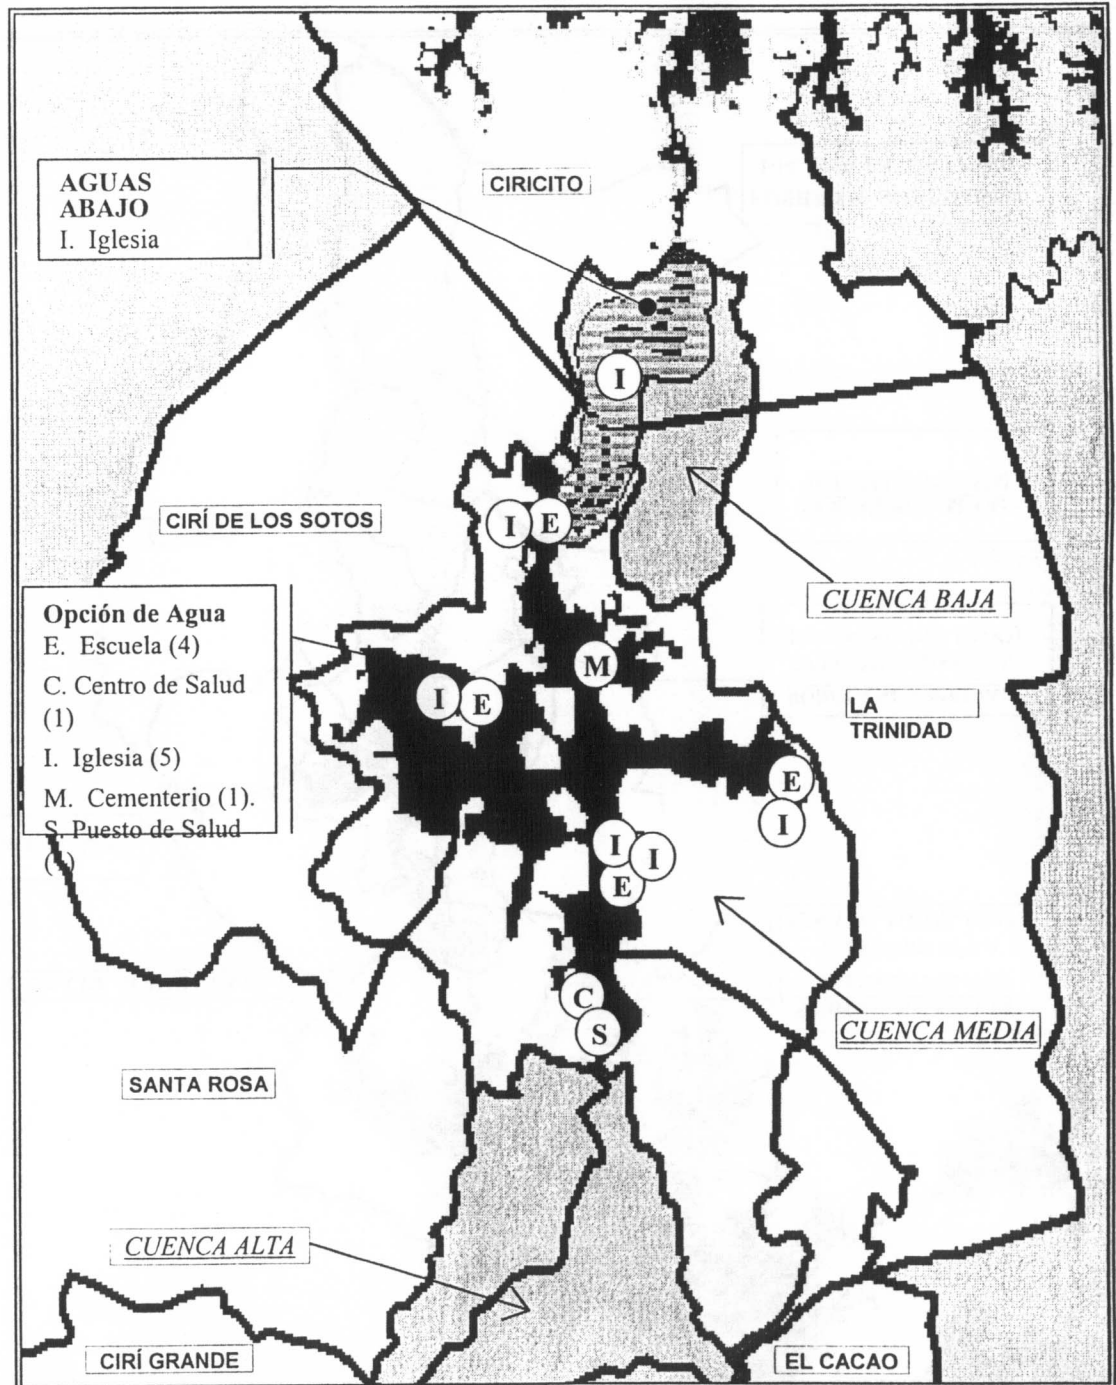 CIRICITO
AGUAS
ABAJO
I. Iglesia
I
CIRÍ DE LOS SOTOS
I
E
CUENCA BAJA
Opción de Agua
E. Escuela (4)
C. Centro de Salud
(1)
I. Iglesia (5)
M. Cementerio (1).
S. Puesto de Salud
M
I
E
LA
TRINIDAD
E
I
I
I
E
C
S
CUENCA MEDIA
SANTA ROSA
CUENCA ALTA
CIRÍ GRANDE
EL CACAO